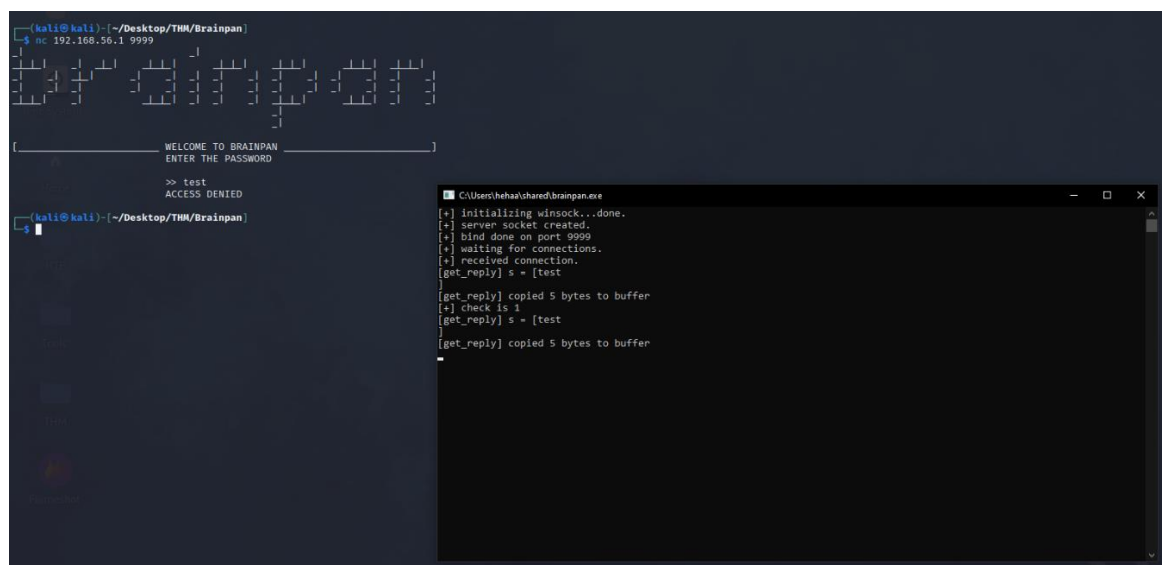 (kali㉿kali)-[~/Desktop/THM/Brainpan]
$ nc 192.168.56.1 9999
brainpan
[________________________ WELCOME TO BRAINPAN _________________________]
ENTER THE PASSWORD
>> test
ACCESS DENIED
(kali㉿kali)-[~/Desktop/THM/Brainpan]
$
C:\Users\hehaa\shared\brainpan.exe
[+] initializing winsock...done.
[+] server socket created.
[+] bind done on port 9999
[+] waiting for connections.
[+] received connection.
[get_reply] s = [test
]
[get_reply] copied 5 bytes to buffer
[+] check is 1
[get_reply] s = [test
]
[get_reply] copied 5 bytes to buffer